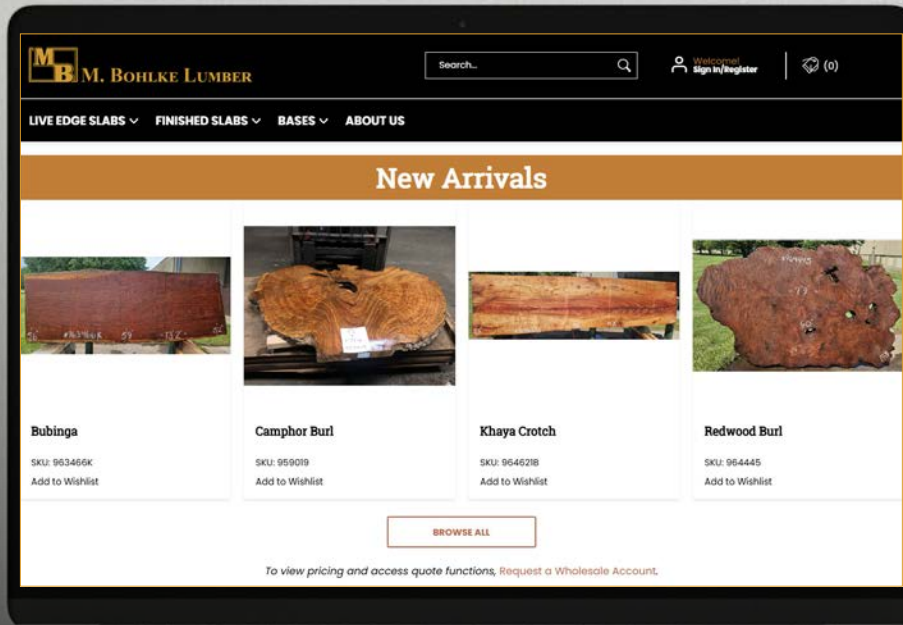 M
B M. BOHLKE LUMBER
Search...
Welcome!
Sign In/Register
(0)
LIVE EDGE SLABS FINISHED SLABS BASES ABOUT US
New Arrivals
Bubinga
SKU: 963466K
Add to Wishlist
Camphor Burl
SKU: 959019
Add to Wishlist
Khaya Crotch
SKU: 964621B
Add to Wishlist
Redwood Burl
SKU: 964445
Add to Wishlist
BROWSE ALL
To view pricing and access quote functions, Request a Wholesale Account.